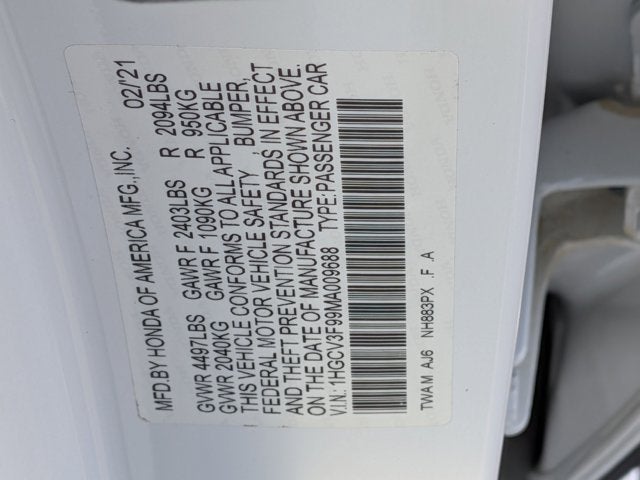 MFD.BY HONDA OF AMERICA MFG.,INC. 02/'21
GVWR 4497LBS GAWR F 2403LBS R 2094LBS
GVWR 2040KG GAWR F 1090KG R 950KG
THIS VEHICLE CONFORMS TO ALL APPLICABLE
FEDERAL MOTOR VEHICLE SAFETY , BUMPER,
AND THEFT PREVENTION STANDARDS IN EFFECT
ON THE DATE OF MANUFACTURE SHOWN ABOVE.
V.I.N: 1HGCV3F99MA009688 TYPE:PASSENGER CAR
TWAM AJ6 NH883PX F A